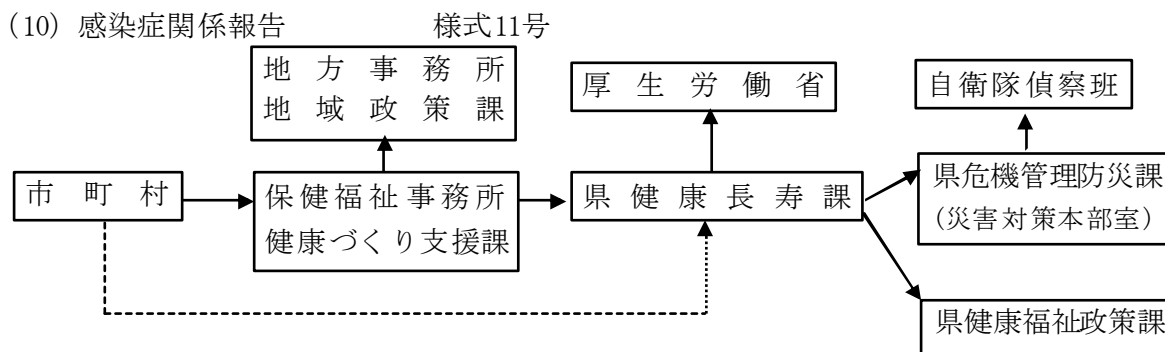 (10) 感染症関係報告 様式11号
地方事務所
地域政策課
厚生労働省
自衛隊偵察班
市町村
保健福祉事務所
健康づくり支援課
県健康長寿課
県危機管理防災課
(災害対策本部室)
県健康福祉政策課